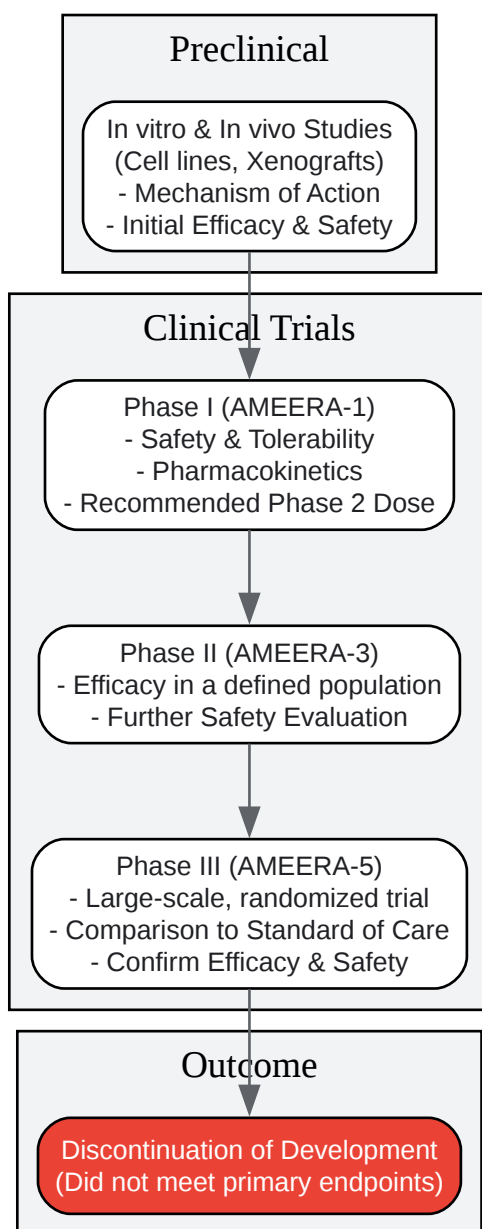 Preclinical
In vitro & In vivo Studies
(Cell lines, Xenografts)
- Mechanism of Action
- Initial Efficacy & Safety
Clinical Trials
Phase I (AMEERA-1)
- Safety & Tolerability
- Pharmacokinetics
- Recommended Phase 2 Dose
Phase II (AMEERA-3)
- Efficacy in a defined population
- Further Safety Evaluation
Phase III (AMEERA-5)
- Large-scale, randomized trial
- Comparison to Standard of Care
- Confirm Efficacy & Safety
Outcome
Discontinuation of Development
(Did not meet primary endpoints)